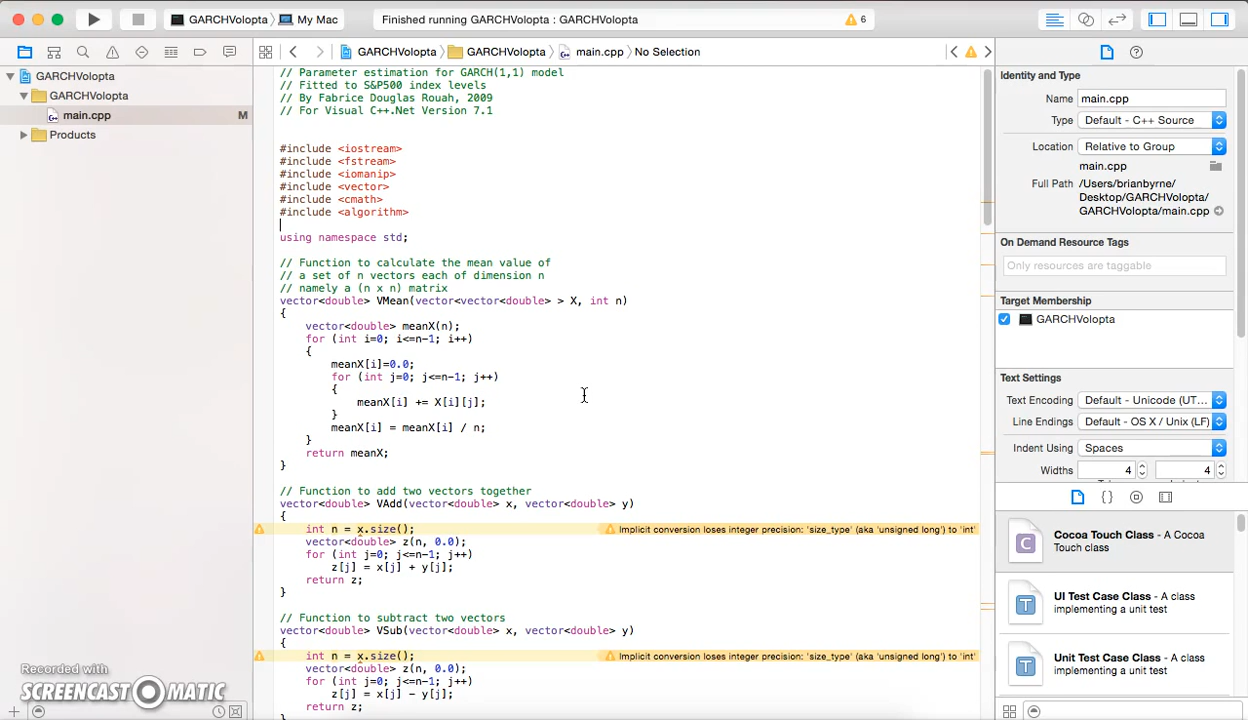 GARCHVolopta
My Mac
Finished running GARCHVolopta : GARCHVolopta
6
GARCHVolopta
GARCHVolopta
main.cpp
M
Products
GARCHVolopta
GARCHVolopta
main.cpp
No Selection
// Parameter estimation for GARCH(1,1) model
// Fitted to S&P500 index levels
// By Fabrice Douglas Rouah, 2009
// For Visual C++.Net Version 7.1
#include <iostream>
#include <fstream>
#include <iomanip>
#include <vector>
#include <cmath>
#include <algorithm>
using namespace std;
// Function to calculate the mean value of
// a set of n vectors each of dimension n
// namely a (n x n) matrix
vector<double> VMean(vector<vector<double> > X, int n)
{
vector<double> meanX(n);
for (int i=0; i<=n-1; i++)
{
meanX[i]=0.0;
for (int j=0; j<=n-1; j++)
{
meanX[i] += X[i][j];
}
meanX[i] = meanX[i] / n;
}
return meanX;
}
// Function to add two vectors together
vector<double> VAdd(vector<double> x, vector<double> y)
{
int n = x.size();
Implicit conversion loses integer precision: 'size_type' (aka 'unsigned long') to 'int'
vector<double> z(n, 0.0);
for (int j=0; j<=n-1; j++)
z[j] = x[j] + y[j];
return z;
}
// Function to subtract two vectors
vector<double> VSub(vector<double> x, vector<double> y)
{
int n = x.size();
Implicit conversion loses integer precision: 'size_type' (aka 'unsigned long') to 'int'
vector<double> z(n, 0.0);
for (int j=0; j<=n-1; j++)
z[j] = x[j] - y[j];
return z;
Identity and Type
Name main.cpp
Type Default - C++ Source
Location Relative to Group
main.cpp
Full Path /Users/brianbyrne/
Desktop/GARCHVolopta/
GARCHVolopta/main.cpp
On Demand Resource Tags
Only resources are taggable
Target Membership
GARCHVolopta
Text Settings
Text Encoding Default - Unicode (UT...
Line Endings Default - OS X / Unix (LF)
Indent Using Spaces
Widths 4 4
{ }
C
Cocoa Touch Class - A Cocoa
Touch class
T
UI Test Case Class - A class
implementing a unit test
T
Unit Test Case Class - A class
implementing a unit test
Recorded with
SCREENCAST MATIC